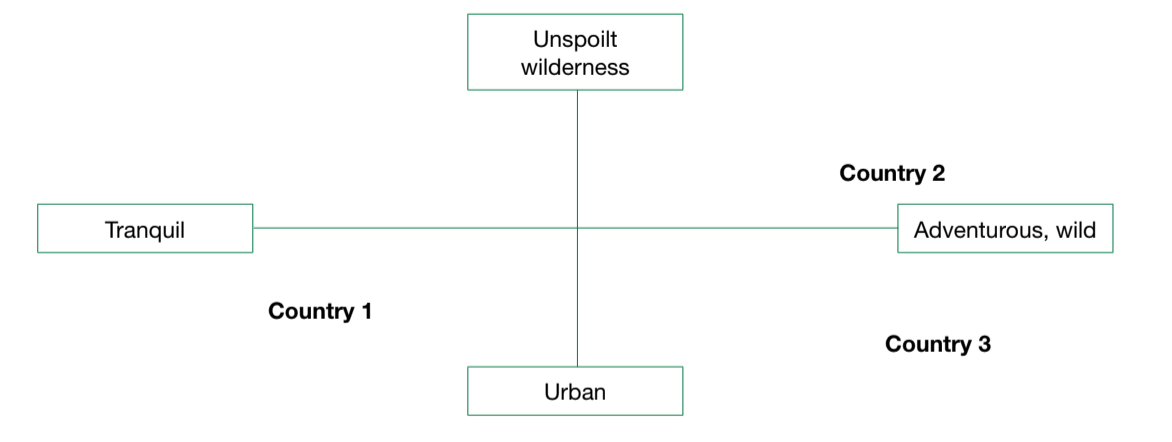 Unspoilt
wilderness
Country 2
Tranquil
Adventurous, wild
Country 1
Country 3
Urban